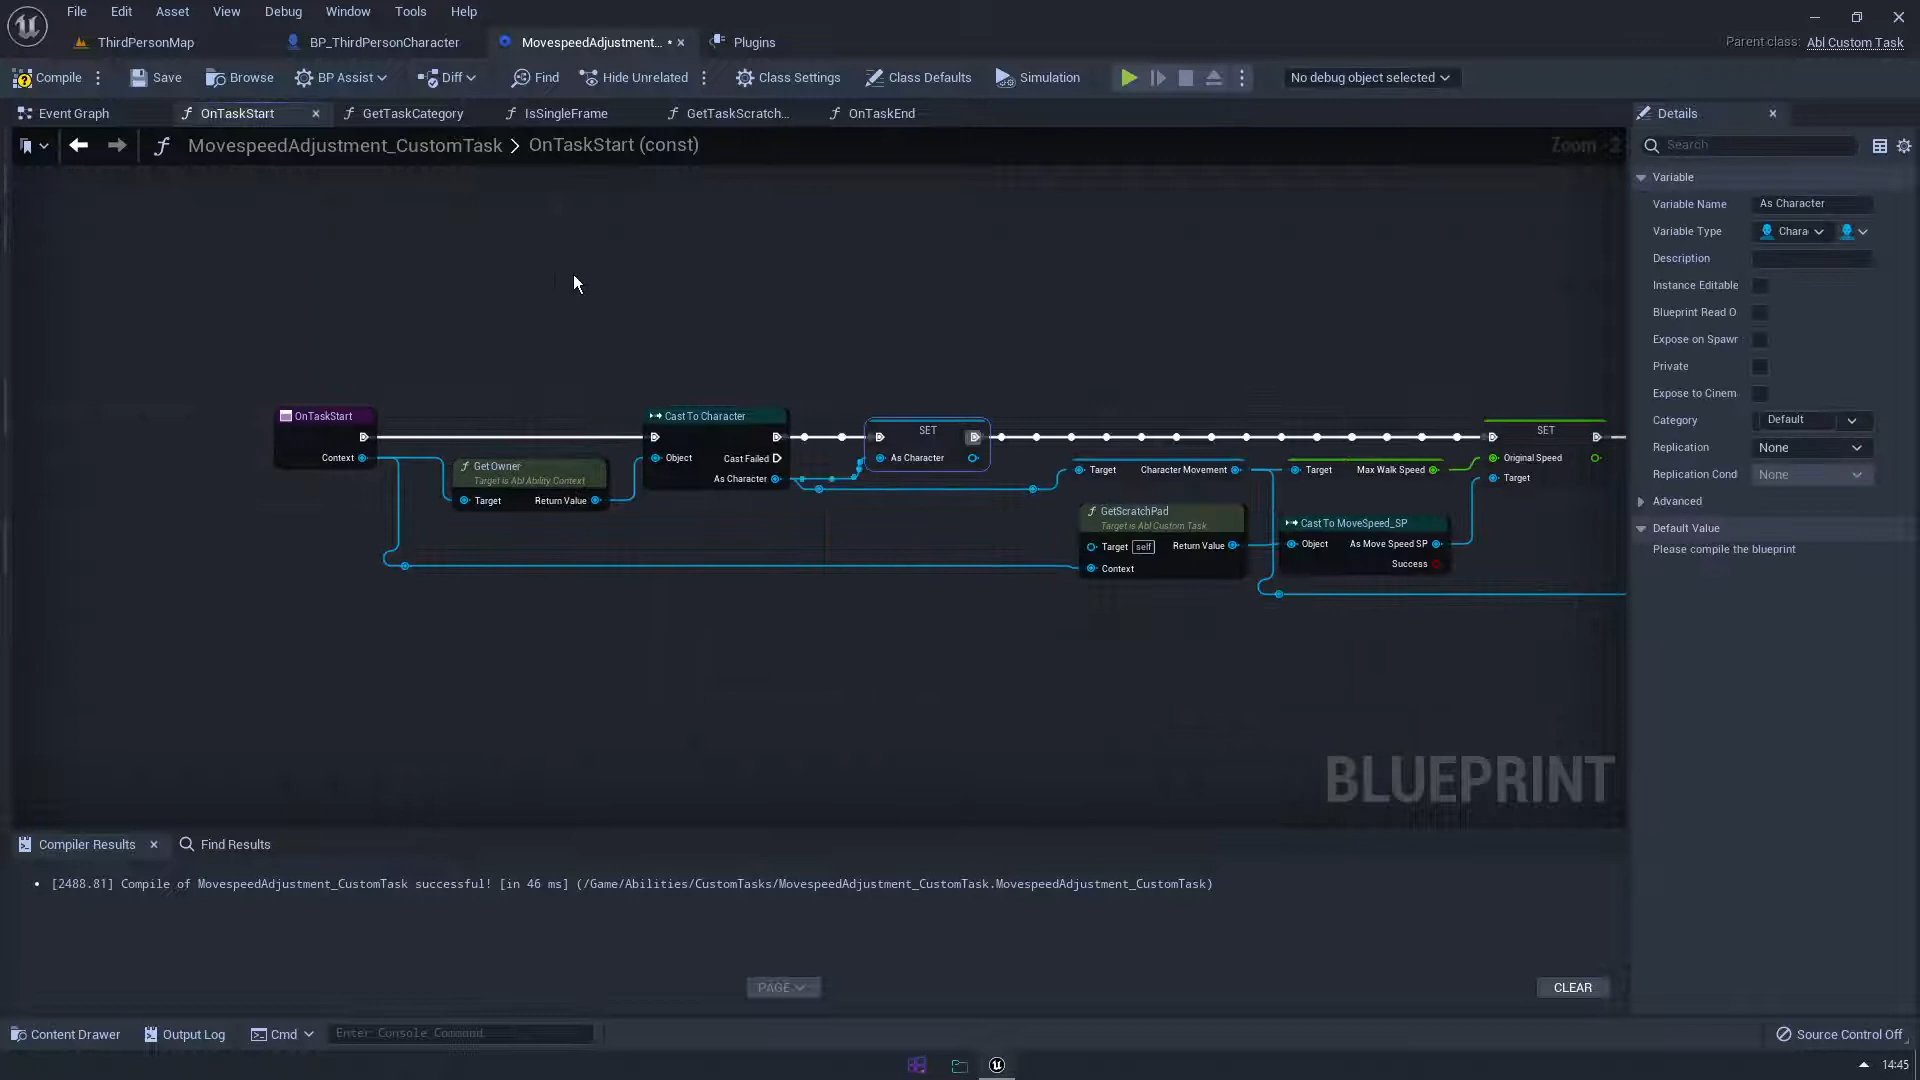 File Edit Asset View Debug Window Tools Help
ThirdPersonMap BP_ThirdPersonCharacter MovespeedAdjustment... • Plugins
Parent class: Abl Custom Task
Compile Save Browse BP Assist Diff Find Hide Unrelated Class Settings Class Defaults Simulation No debug object selected
Event Graph OnTaskStart GetTaskCategory IsSingleFrame GetTaskScratch... OnTaskEnd
MovespeedAdjustment_CustomTask > OnTaskStart (const)
Zoom -2
OnTaskStart
Context
GetOwner
Target is Abl Ability Context
Target Return Value
Cast To Character
Object Cast Failed
As Character
SET
As Character
Target Character Movement
Target Max Walk Speed
SET
Original Speed
Target
GetScratchPad
Target is Abl Custom Task
Target self Return Value
Context
Cast To MoveSpeed_SP
Object As Move Speed SP
Success
BLUEPRINT
Details
Search
Variable
Variable Name As Character
Variable Type Chara
Description
Instance Editable
Blueprint Read O
Expose on Spawn
Private
Expose to Cinem
Category Default
Replication None
Replication Cond None
Advanced
Default Value
Please compile the blueprint
Compiler Results Find Results
[2488.81] Compile of MovespeedAdjustment_CustomTask successful! [in 46 ms] (/Game/Abilities/CustomTasks/MovespeedAdjustment_CustomTask.MovespeedAdjustment_CustomTask)
PAGE CLEAR
Content Drawer Output Log Cmd Enter Console Command Source Control Off
14:45